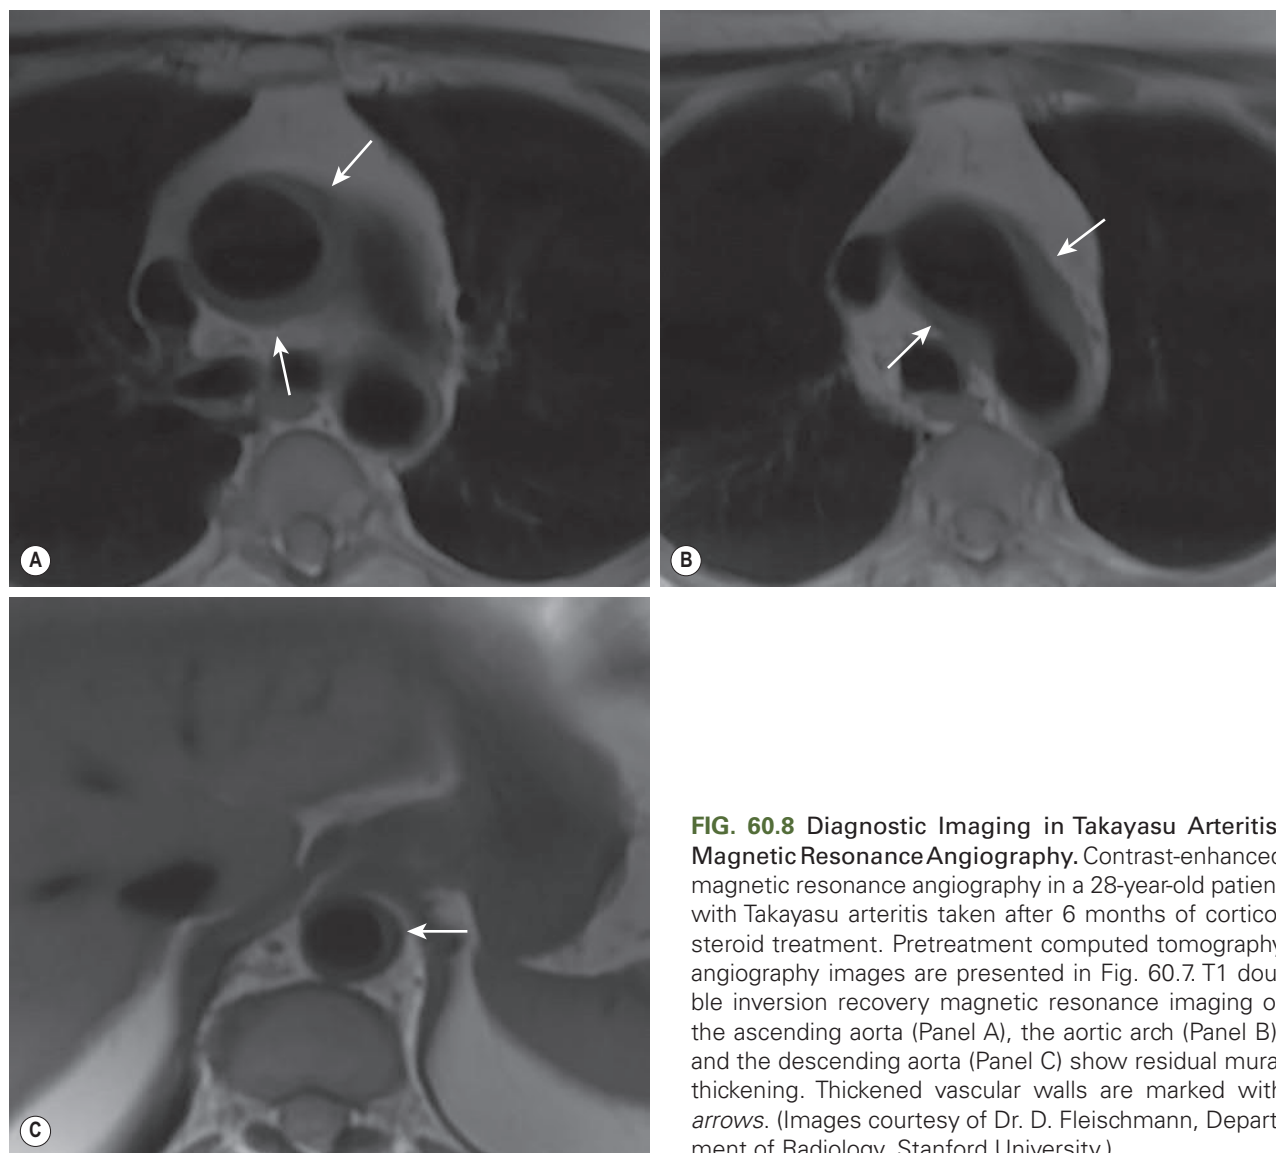 A
B
C
FIG. 60.8 Diagnostic Imaging in Takayasu Arteritis
Magnetic Resonance Angiography. Contrast-enhanced
magnetic resonance angiography in a 28-year-old patien
with Takayasu arteritis taken after 6 months of cortico
steroid treatment. Pretreatment computed tomography
angiography images are presented in Fig. 60.7. T1 dou
ble inversion recovery magnetic resonance imaging o
the ascending aorta (Panel A), the aortic arch (Panel B)
and the descending aorta (Panel C) show residual mura
thickening. Thickened vascular walls are marked with
arrows. (Images courtesy of Dr. D. Fleischmann, Depart
ment of Radiology, Stanford University.)